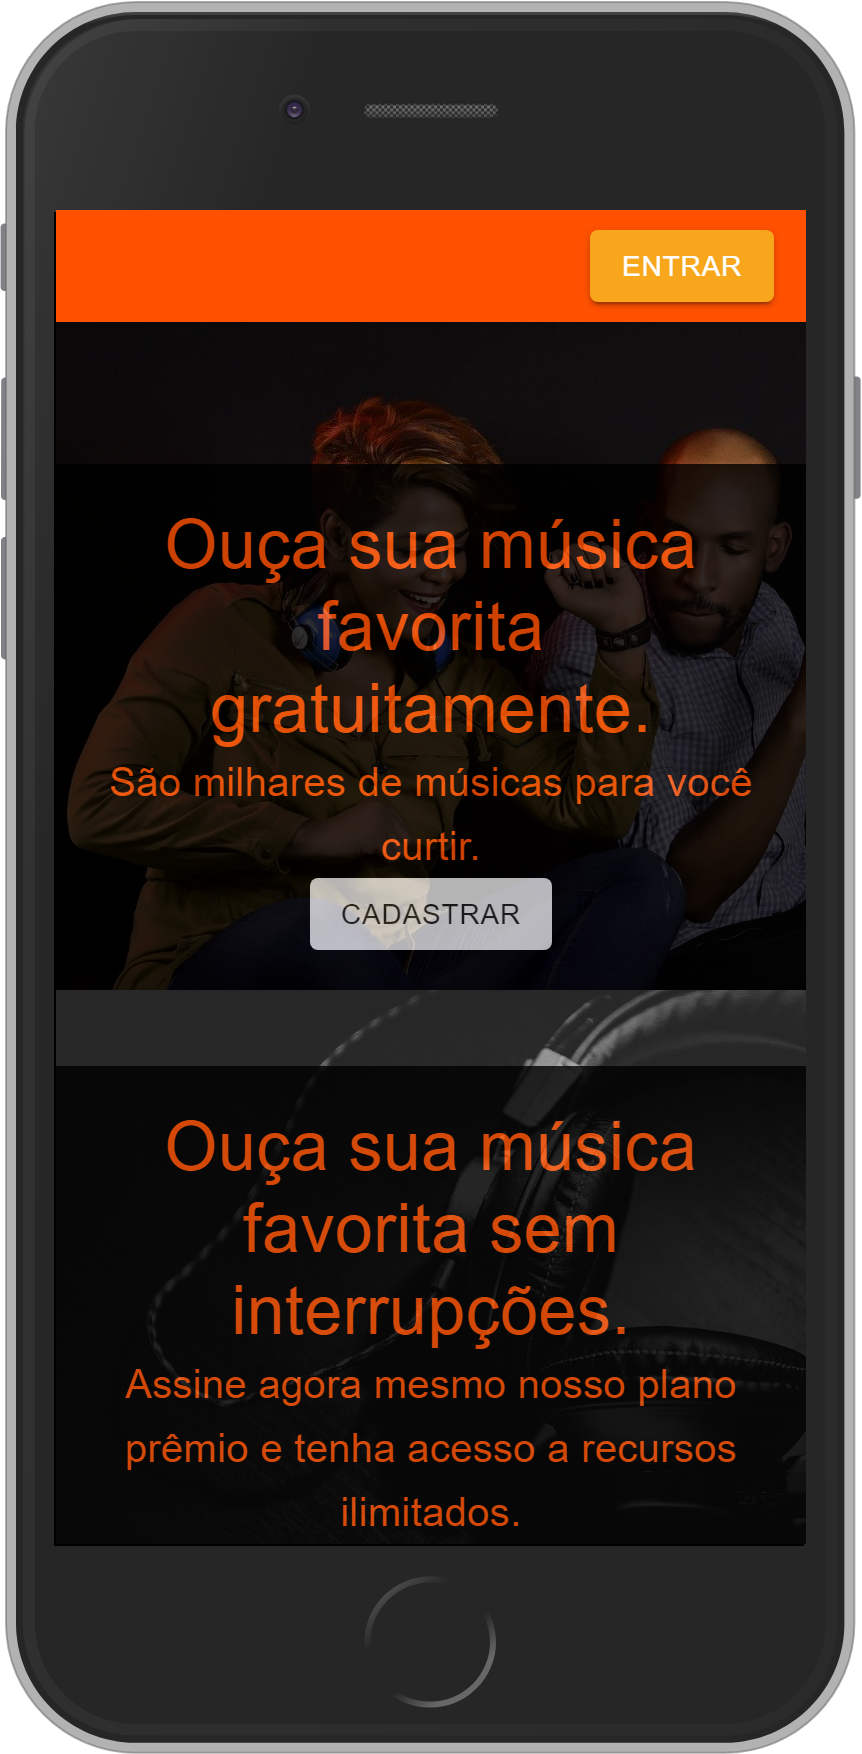 ENTRAR
Ouça sua música
favorita
gratuitamente.
São milhares de músicas para você
curtir.
CADASTRAR
Ouça sua música
favorita sem
interrupções.
Assine agora mesmo nosso plano
prêmio e tenha acesso a recursos
ilimitados.